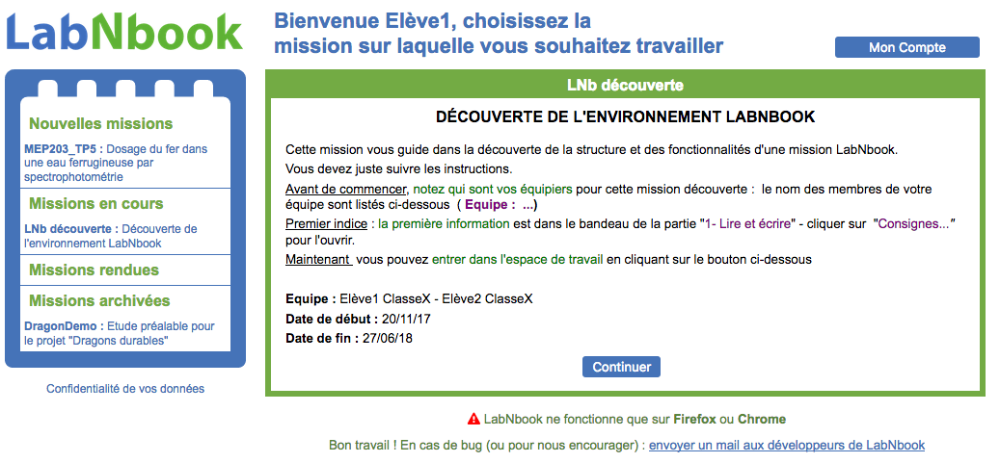 LabNbook
Bienvenue Elève1, choisissez la
mission sur laquelle vous souhaitez travailler
Mon Compte
Nouvelles missions
MEP203_TP5 : Dosage du fer dans
une eau ferrugineuse par
spectrophotométrie
Missions en cours
LNb découverte : Découverte de
l'environnement LabNbook
Missions rendues
Missions archivées
DragonDemo : Etude préalable pour
le projet "Dragons durables"
Confidentialité de vos données
LNb découverte
DÉCOUVERTE DE L'ENVIRONNEMENT LABNBOOK
Cette mission vous guide dans la découverte de la structure et des fonctionnalités d'une mission LabNbook.
Vous devez juste suivre les instructions.
Avant de commencer, notez qui sont vos équipiers pour cette mission découverte : le nom des membres de votre
équipe sont listés ci-dessous ( Equipe : ...)
Premier indice : la première information est dans le bandeau de la partie "1- Lire et écrire" - cliquer sur "Consignes..."
pour l'ouvrir.
Maintenant vous pouvez entrer dans l'espace de travail en cliquant sur le bouton ci-dessous
Equipe : Elève1 ClasseX - Elève2 ClasseX
Date de début : 20/11/17
Date de fin : 27/06/18
Continuer
LabNbook ne fonctionne que sur Firefox ou Chrome
Bon travail ! En cas de bug (ou pour nous encourager) : envoyer un mail aux développeurs de LabNbook